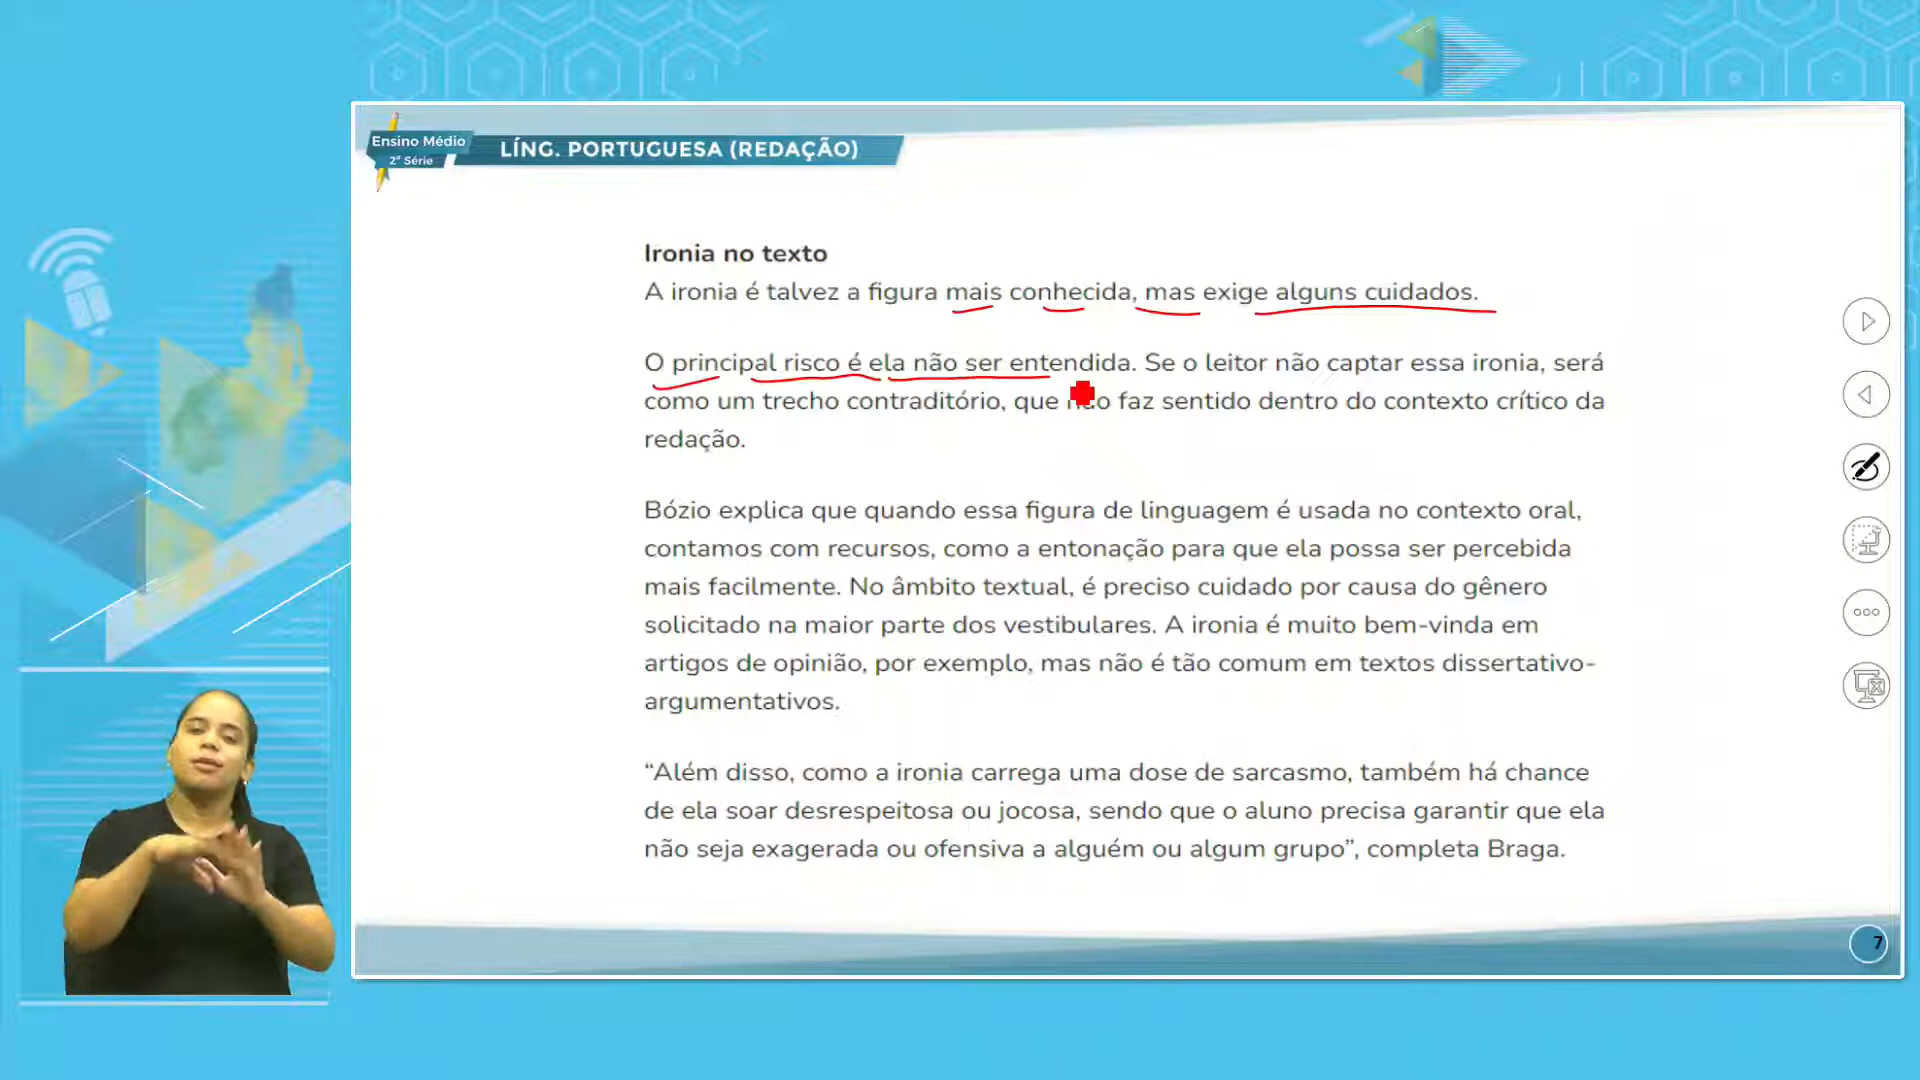 Ensino Médio
2ª Série
LÍNG. PORTUGUESA (REDAÇÃO)
Ironia no texto
A ironia é talvez a figura mais conhecida, mas exige alguns cuidados.
O principal risco é ela não ser entendida. Se o leitor não captar essa ironia, será
como um trecho contraditório, que não faz sentido dentro do contexto crítico da
redação.
Bózio explica que quando essa figura de linguagem é usada no contexto oral,
contamos com recursos, como a entonação para que ela possa ser percebida
mais facilmente. No âmbito textual, é preciso cuidado por causa do gênero
solicitado na maior parte dos vestibulares. A ironia é muito bem-vinda em
artigos de opinião, por exemplo, mas não é tão comum em textos dissertativo-
argumentativos.
“Além disso, como a ironia carrega uma dose de sarcasmo, também há chance
de ela soar desrespeitosa ou jocosa, sendo que o aluno precisa garantir que ela
não seja exagerada ou ofensiva a alguém ou algum grupo”, completa Braga.
7